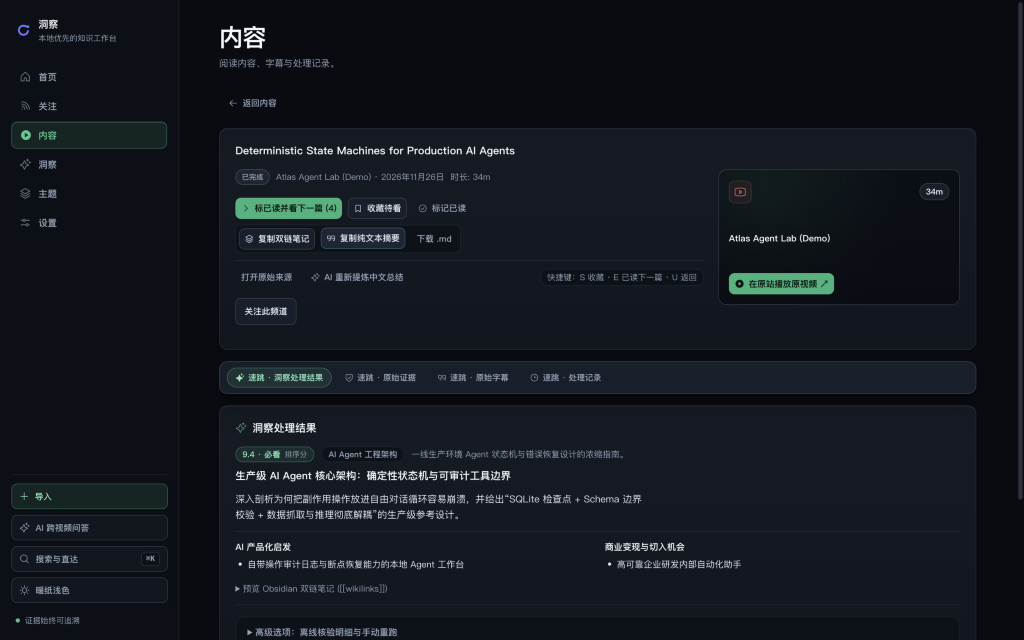 洞察
本地优先的知识工作台
首页
关注
内容
洞察
主题
设置
导入
AI 跨视频问答
搜索与直达 ⌘K
暖纸浅色
证据始终可追溯
内容
阅读内容、字幕与处理记录。
← 返回内容
Deterministic State Machines for Production AI Agents
已完成 Atlas Agent Lab (Demo) · 2026年11月26日 时长: 34m
标已读并看下一篇 (4) 收藏待看 标记已读
复制双链笔记 复制纯文本摘要 下载 .md
打开原始来源 AI 重新提炼中文总结 快捷键：S 收藏 · E 已读下一篇 · U 返回
关注此频道
34m
Atlas Agent Lab (Demo)
在原站播放原视频 ↗
速跳 · 洞察处理结果 速跳 · 原始证据 速跳 · 原始字幕 速跳 · 处理记录
洞察处理结果
9.4 · 必看 排序分 AI Agent 工程架构 一线生产环境 Agent 状态机与错误恢复设计的浓缩指南。
生产级 AI Agent 核心架构：确定性状态机与可审计工具边界
深入剖析为何把副作用操作放进自由对话循环容易崩溃，并给出“SQLite 检查点 + Schema 边界
校验 + 数据抓取与推理彻底解耦”的生产级参考设计。
AI 产品化启发
• 自带操作审计日志与断点恢复能力的本地 Agent 工作台
商业变现与切入机会
• 高可靠企业研发内部自动化助手
▶ 预览 Obsidian 双链笔记 ([[wikilinks]])
▶ 高级选项：离线核验明细与手动重跑